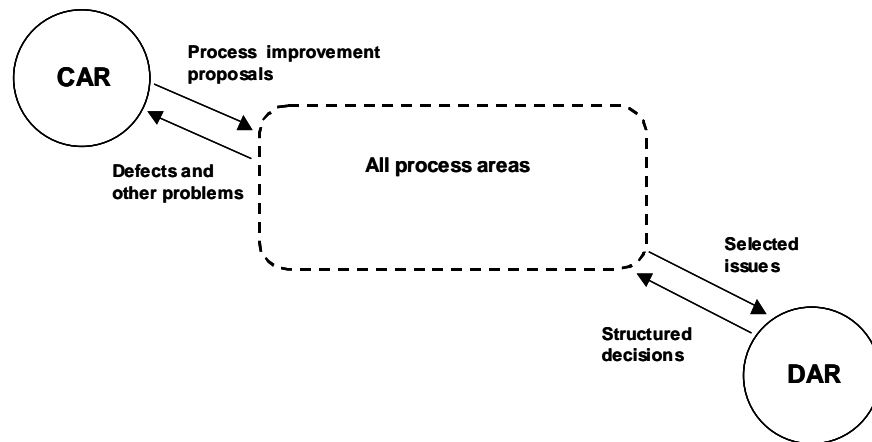 CAR
Process improvement
proposals
Defects and
other problems
All process areas
Selected
issues
Structured
decisions
DAR